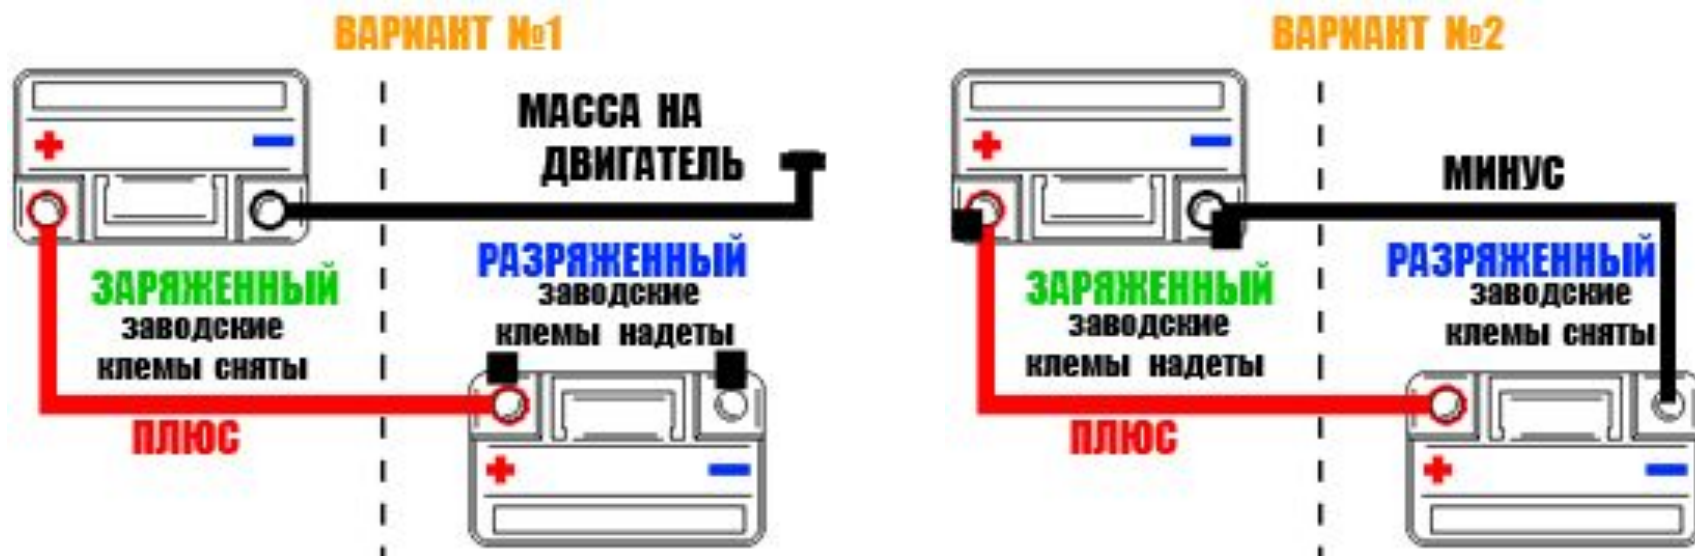 ВАРИАНТ №1
МАССА НА
ДВИГАТЕЛЬ
+
−
ЗАРЯЖЕННЫЙ
заводские
клемы сняты
РАЗРЯЖЕННЫЙ
заводские
клемы надеты
ПЛЮС
+
−
ВАРИАНТ №2
+
−
МИНУС
ЗАРЯЖЕННЫЙ
заводские
клемы надеты
РАЗРЯЖЕННЫЙ
заводские
клемы сняты
ПЛЮС
+
−